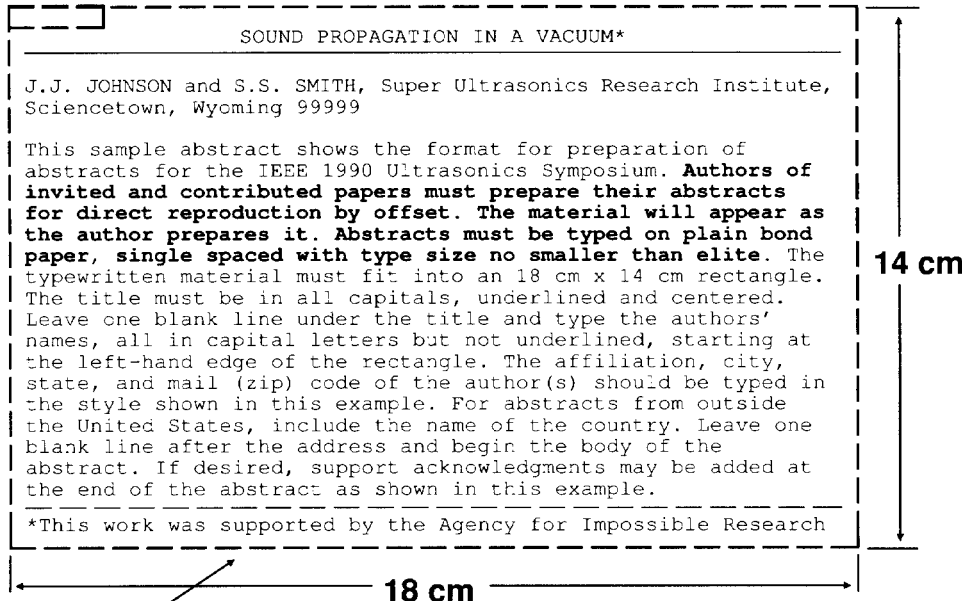 SOUND PROPAGATION IN A VACUUM*
J.J. JOHNSON and S.S. SMITH, Super Ultrasonics Research Institute,
Sciencetown, Wyoming 99999
This sample abstract shows the format for preparation of
abstracts for the IEEE 1990 Ultrasonics Symposium. Authors of
invited and contributed papers must prepare their abstracts
for direct reproduction by offset. The material will appear as
the author prepares it. Abstracts must be typed on plain bond
paper, single spaced with type size no smaller than elite. The
typewritten material must fit into an 18 cm x 14 cm rectangle.
The title must be in all capitals, underlined and centered.
Leave one blank line under the title and type the authors'
names, all in capital letters but not underlined, starting at
the left-hand edge of the rectangle. The affiliation, city,
state, and mail (zip) code of the author(s) should be typed in
the style shown in this example. For abstracts from outside
the United States, include the name of the country. Leave one
blank line after the address and begin the body of the
abstract. If desired, support acknowledgments may be added at
the end of the abstract as shown in this example.
*This work was supported by the Agency for Impossible Research
14 cm
18 cm